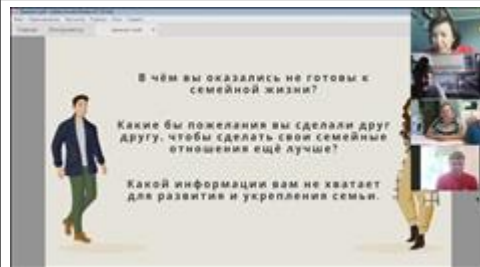 В чём вы оказались не готовы к
семейной жизни?
Какие бы пожелания вы сделали друг
другу, чтобы сделать свои семейные
отношения ещё лучше?
Какой информации вам не хватает
для развития и укрепления семьи.